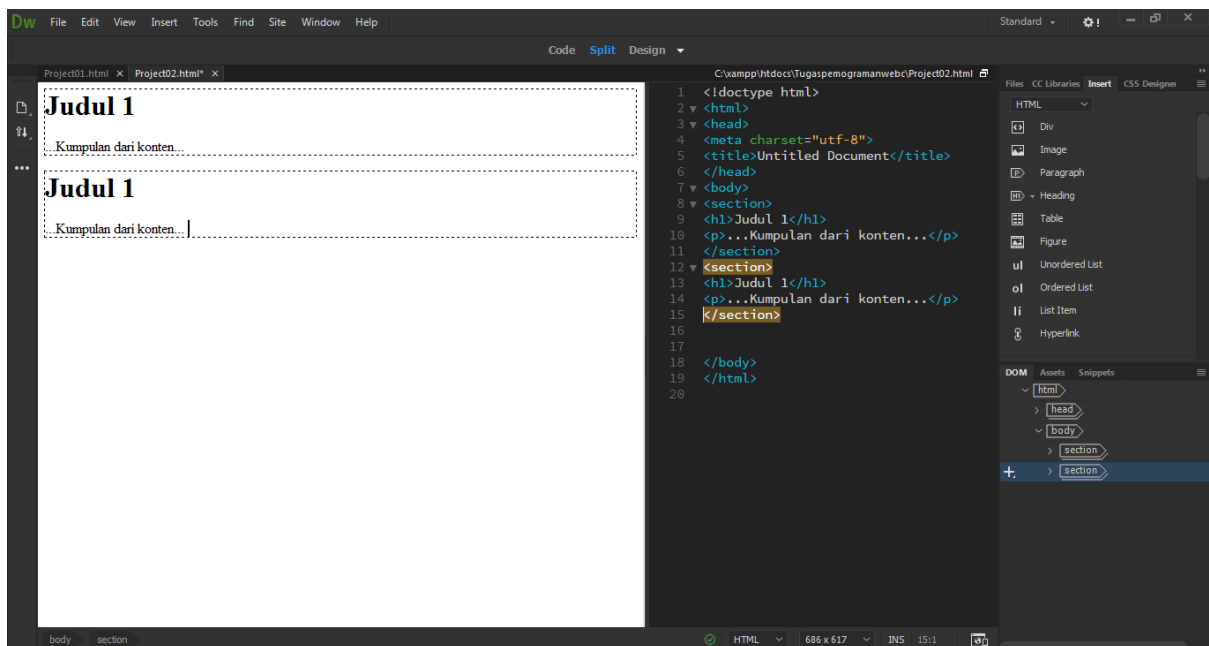 Dw File Edit View Insert Tools Find Site Window Help Standard
Code Split Design
Project01.html × Project02.html* ×
C:\xampp\htdocs\Tugaspemogramanwebc\Project02.html
Judul 1
...Kumpulan dari konten...
Judul 1
...Kumpulan dari konten...
1 <!doctype html>
2 <html>
3 <head>
4 <meta charset="utf-8">
5 <title>Untitled Document</title>
6 </head>
7 <body>
8 <section>
9 <h1>Judul 1</h1>
10 <p>...Kumpulan dari konten...</p>
11 </section>
12 <section>
13 <h1>Judul 1</h1>
14 <p>...Kumpulan dari konten...</p>
15 </section>
16
17
18 </body>
19 </html>
20
Files CC Libraries Insert CSS Designer
HTML
Div
Image
Paragraph
H1 Heading
Table
Figure
ul Unordered List
ol Ordered List
li List Item
Hyperlink
DOM Assets Snippets
html
head
body
section
section
body section
HTML 686 x 617 INS 15:1